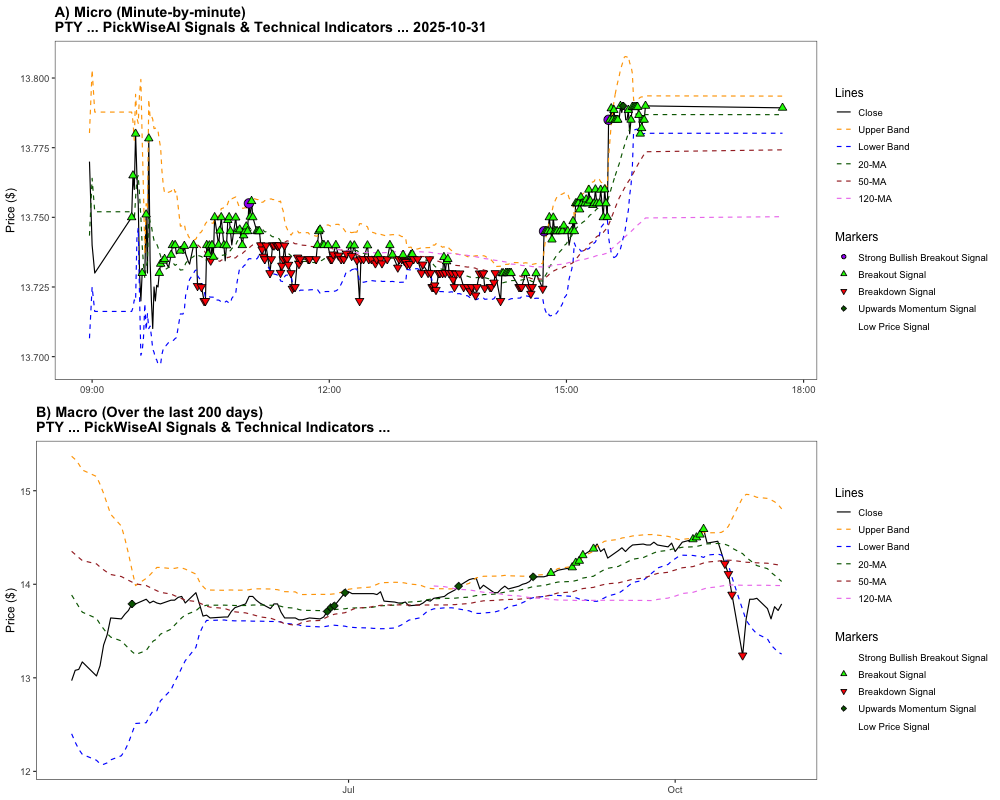 A) Micro (Minute-by-minute)
PTY ... PickWiseAI Signals & Technical Indicators ... 2025-10-31
Price ($)
13.800
13.775
13.750
13.725
13.700
09:00
12:00
15:00
18:00
Lines
Close
Upper Band
Lower Band
20-MA
50-MA
120-MA
Markers
Strong Bullish Breakout Signal
Breakout Signal
Breakdown Signal
Upwards Momentum Signal
Low Price Signal
B) Macro (Over the last 200 days)
PTY ... PickWiseAI Signals & Technical Indicators ...
Price ($)
15
14
13
12
Jul
Oct
Lines
Close
Upper Band
Lower Band
20-MA
50-MA
120-MA
Markers
Strong Bullish Breakout Signal
Breakout Signal
Breakdown Signal
Upwards Momentum Signal
Low Price Signal